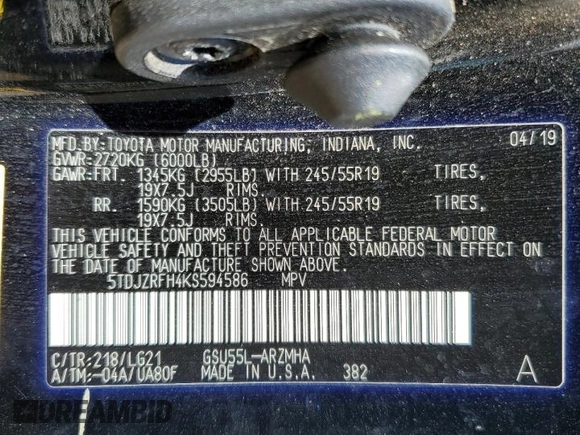 MFD.BY:TOYOTA MOTOR MANUFACTURING, INDIANA, INC. 04/19
GVWR:2720KG (6000LB)
GAWR:FRT. 1345KG (2955LB) WITH 245/55R19 TIRES,
19X7.5J RIMS.
RR. 1590KG (3505LB) WITH 245/55R19 TIRES,
19X7.5J RIMS.
THIS VEHICLE CONFORMS TO ALL APPLICABLE FEDERAL MOTOR
VEHICLE SAFETY AND THEFT PREVENTION STANDARDS IN EFFECT ON
THE DATE OF MANUFACTURE SHOWN ABOVE.
5TDJZRFH4KS594586 MPV
C/TR:218/LG21 GSU55L-ARZMHA
A/TM:-04A/UA80F MADE IN U.S.A. 382 A
DREAMBID